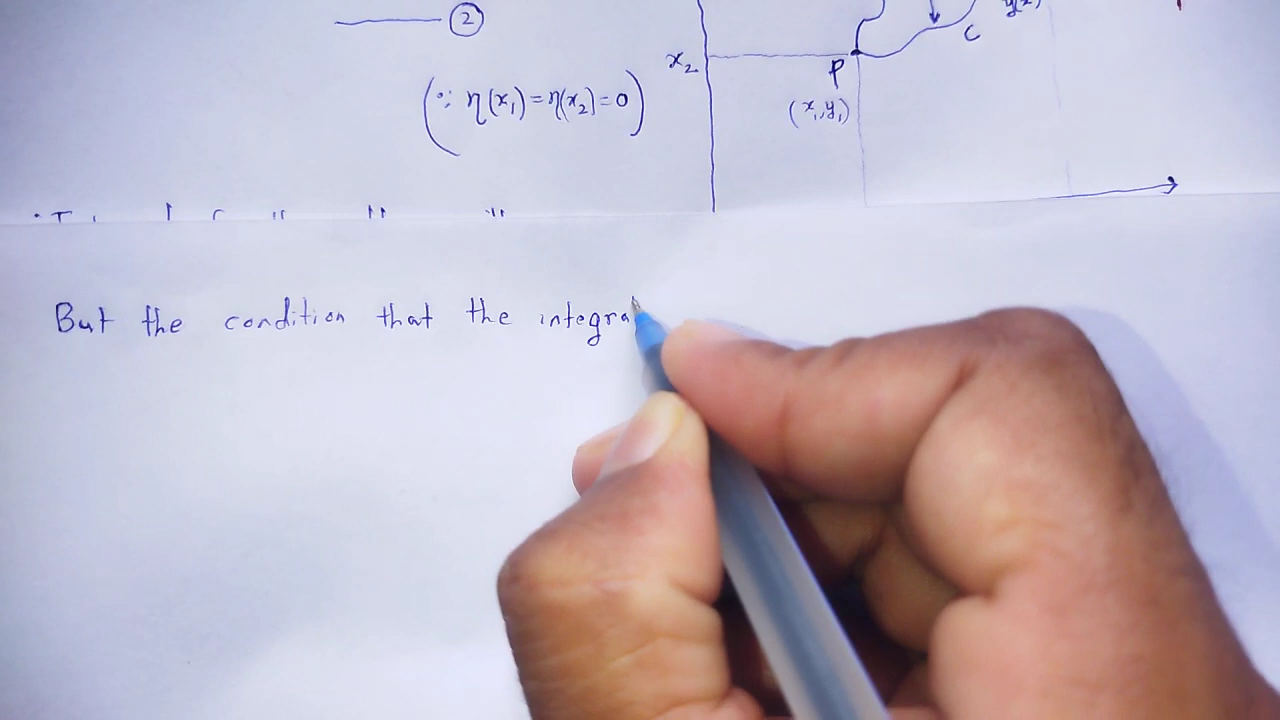 ②
y(x)
C
x₂
P
(∵ η(x₁)=η(x₂)=0)
(x₁,y₁)
But the condition that the integra